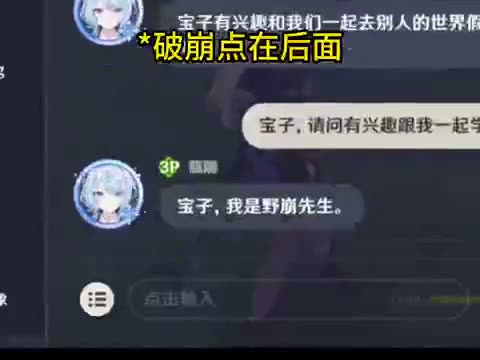 宝子有兴趣和我们一起去别人的世界假
*破崩点在后面
宝子，请问有兴趣跟我一起学
3P
宝子，我是野崩先生。
点击输入